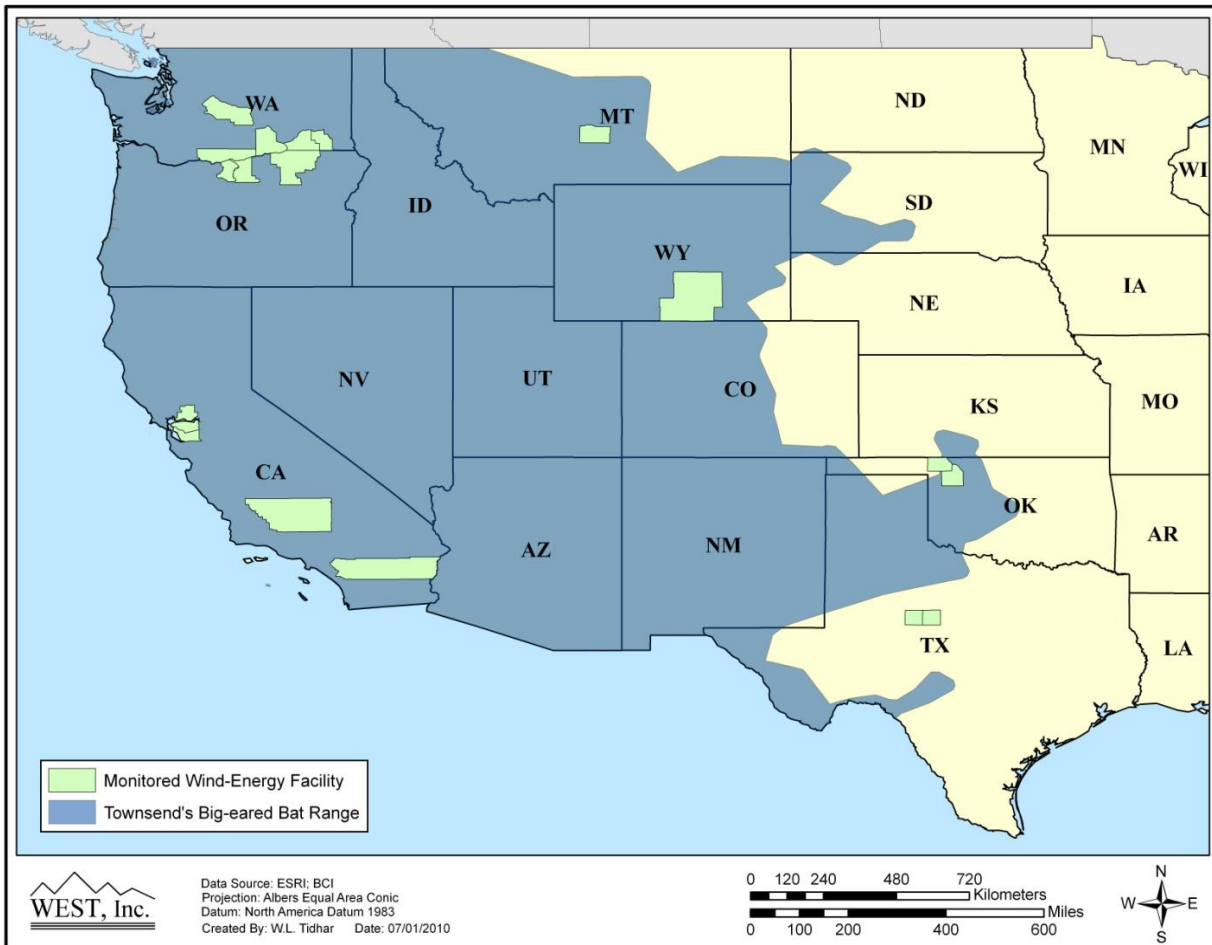 WA
MT
ND
MN
WI
OR
ID
SD
WY
IA
NE
NV
UT
CO
KS
MO
CA
OK
AZ
NM
AR
TX
LA
Monitored Wind-Energy Facility
Townsend's Big-eared Bat Range
WEST, Inc.
Data Source: ESRI; BCI
Projection: Albers Equal Area Conic
Datum: North America Datum 1983
Created By: W.L. Tidhar Date: 07/01/2010
0 120 240 480 720
Kilometers
Miles
0 100 200 400 600
N
W E
S